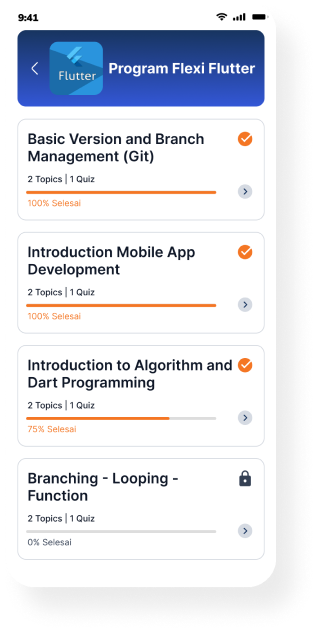 9:41
Flutter
Program Flexi Flutter
Basic Version and Branch
Management (Git)
2 Topics | 1 Quiz
100% Selesai
Introduction Mobile App
Development
2 Topics | 1 Quiz
100% Selesai
Introduction to Algorithm and
Dart Programming
2 Topics | 1 Quiz
75% Selesai
Branching - Looping -
Function
2 Topics | 1 Quiz
0% Selesai